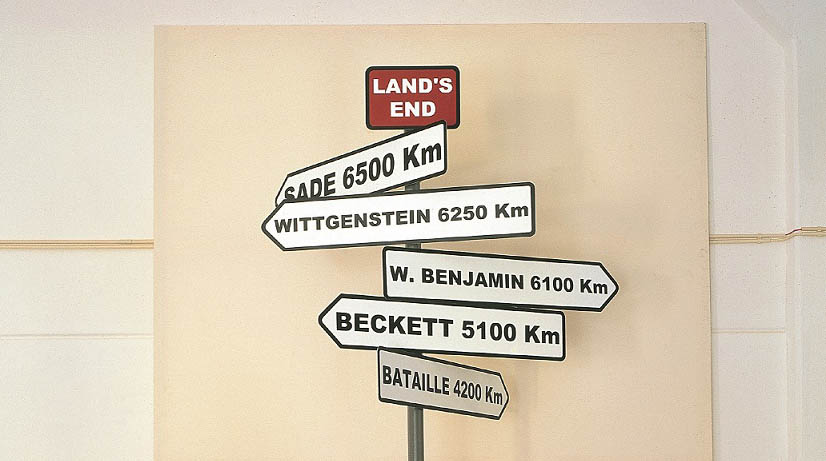 LAND'S
END
SADE 6500 Km
WITTGENSTEIN 6250 Km
W. BENJAMIN 6100 Km
BECKETT 5100 Km
BATAILLE 4200 Km